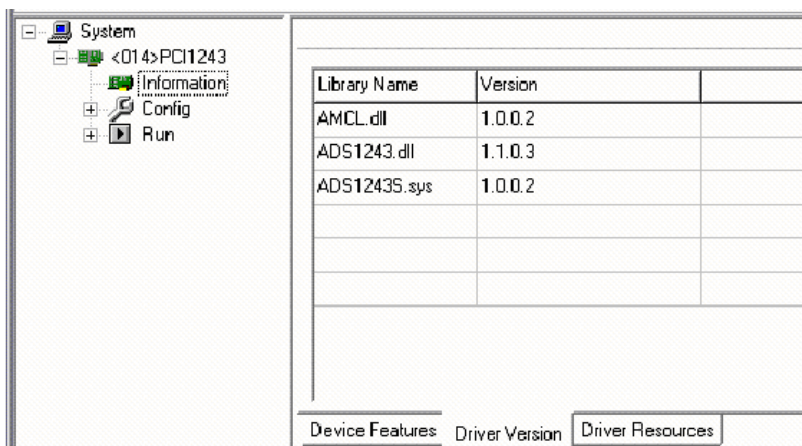 System
<014>PCI1243
Information
Config
Run
Library Name Version
AMCL.dll 1.0.0.2
ADS1243.dll 1.1.0.3
ADS1243S.sys 1.0.0.2
Device Features Driver Version Driver Resources